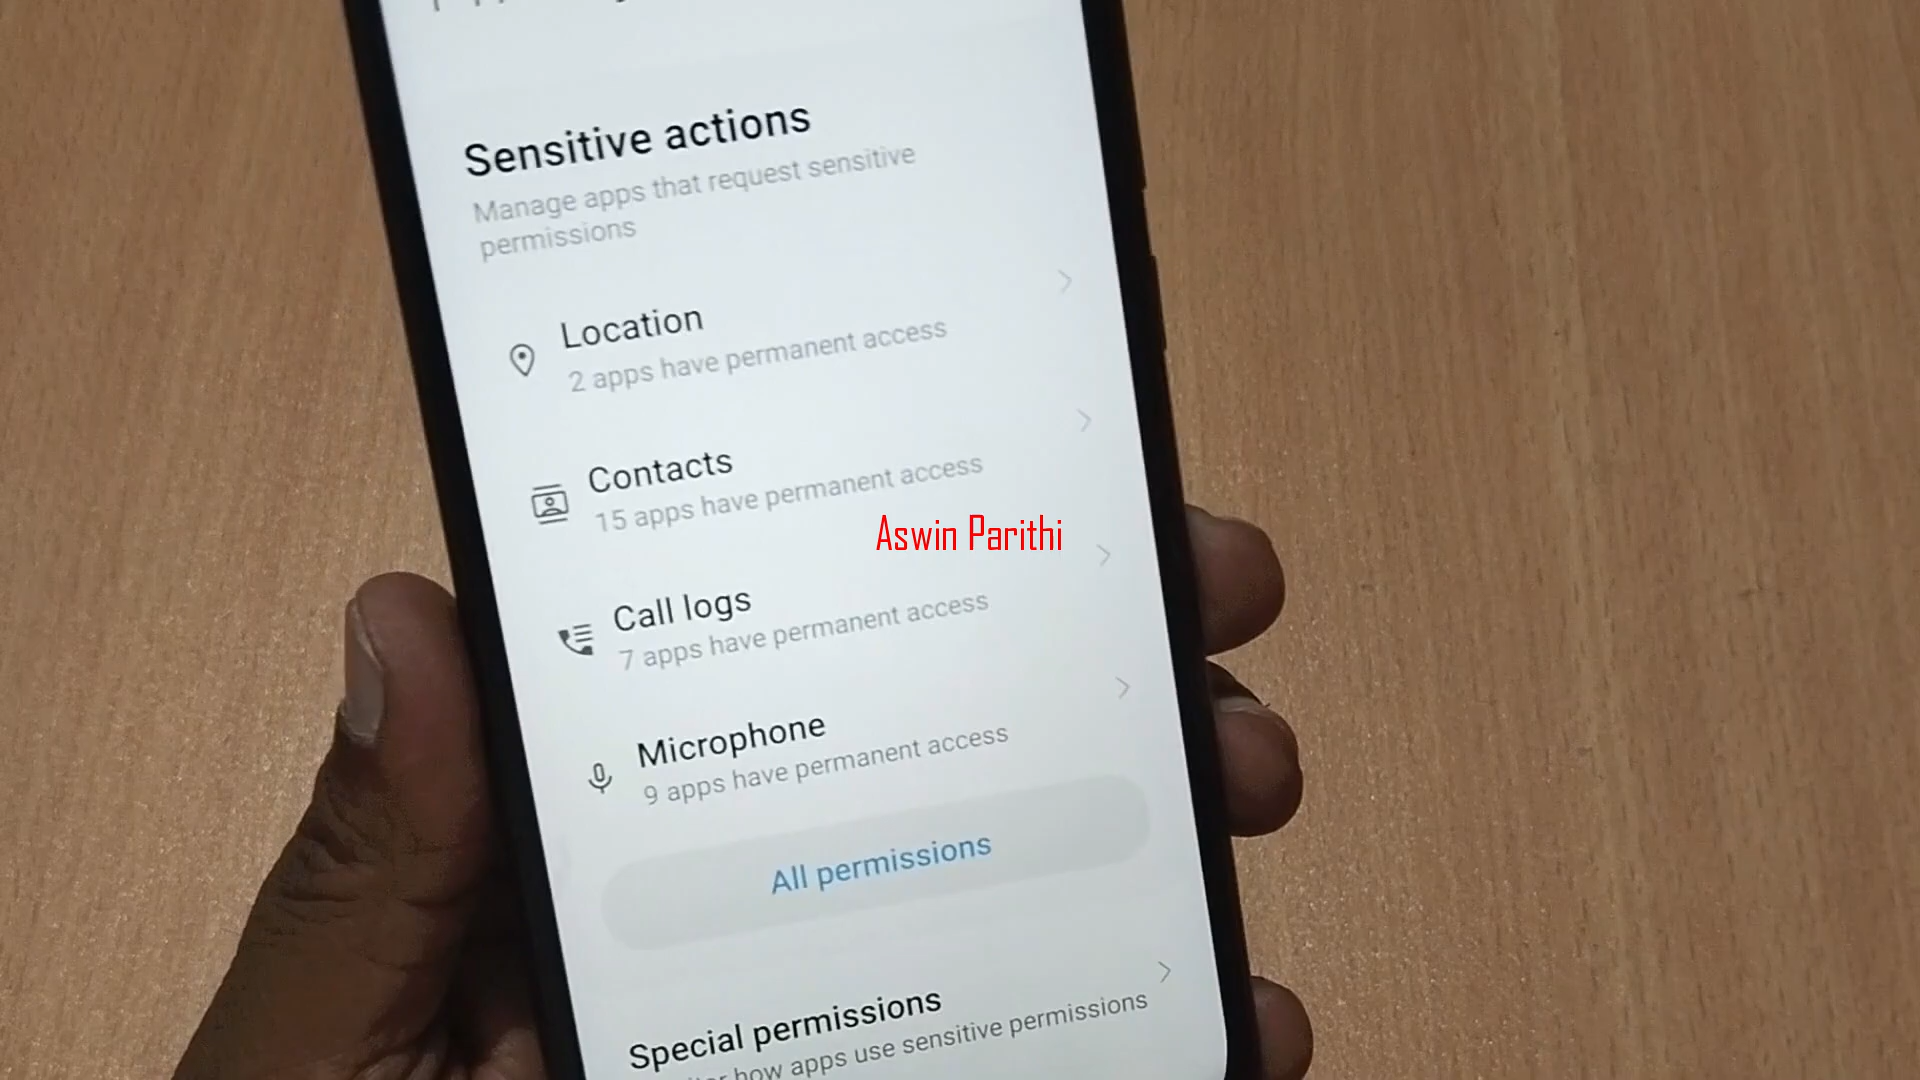 Sensitive actions
Manage apps that request sensitive
permissions
Location
2 apps have permanent access
Contacts
15 apps have permanent access
Aswin Parithi
Call logs
7 apps have permanent access
Microphone
9 apps have permanent access
All permissions
Special permissions
how apps use sensitive permissions